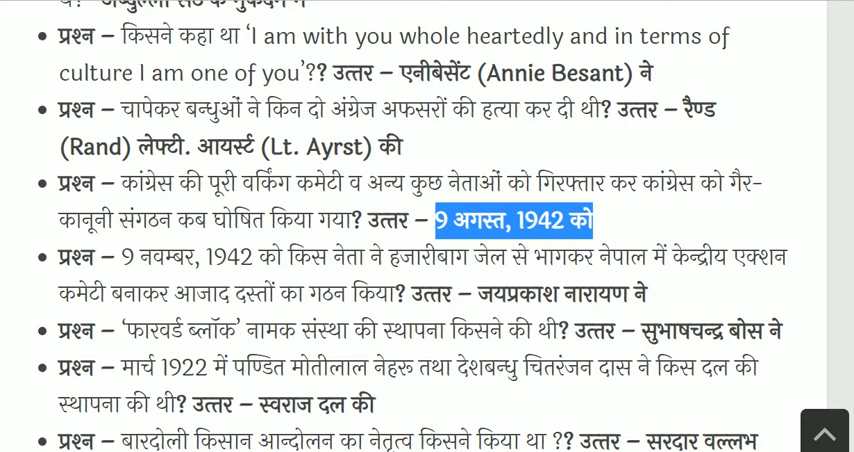 प्रश्न – किसने कहा था ‘I am with you whole heartedly and in terms of
culture I am one of you’?? उत्तर – एनीबेसेंट (Annie Besant) ने
प्रश्न – चापेकर बन्धुओं ने किन दो अंग्रेज अफसरों की हत्या कर दी थी? उत्तर – रैण्ड
(Rand) लेफ्टी. आयर्स्ट (Lt. Ayrst) की
प्रश्न – कांग्रेस की पूरी वर्किंग कमेटी व अन्य कुछ नेताओं को गिरफ्तार कर कांग्रेस को गैर-
कानूनी संगठन कब घोषित किया गया? उत्तर – 9 अगस्त, 1942 को
प्रश्न – 9 नवम्बर, 1942 को किस नेता ने हजारीबाग जेल से भागकर नेपाल में केन्द्रीय एक्शन
कमेटी बनाकर आजाद दस्तों का गठन किया? उत्तर – जयप्रकाश नारायण ने
प्रश्न – ‘फारवर्ड ब्लॉक’ नामक संस्था की स्थापना किसने की थी? उत्तर – सुभाषचन्द्र बोस ने
प्रश्न – मार्च 1922 में पण्डित मोतीलाल नेहरू तथा देशबन्धु चितरंजन दास ने किस दल की
स्थापना की थी? उत्तर – स्वराज दल की
प्रश्न – बारदोली किसान आन्दोलन का नेतृत्व किसने किया था ?? उत्तर – सरदार वल्लभ